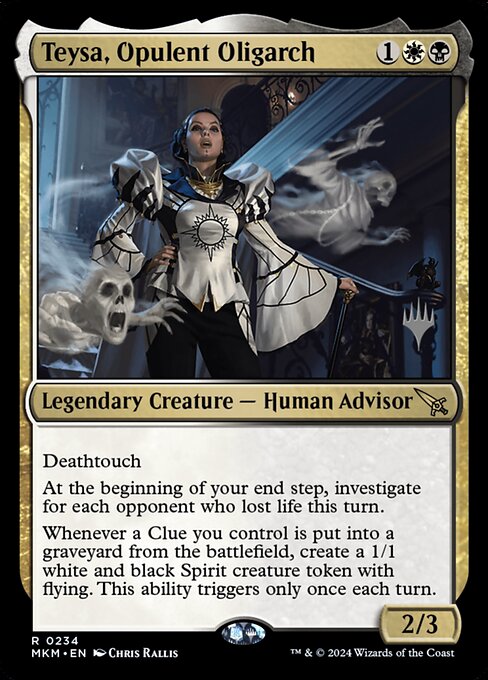 Teysa, Opulent Oligarch 1
Legendary Creature — Human Advisor
Deathtouch
At the beginning of your end step, investigate
for each opponent who lost life this turn.
Whenever a Clue you control is put into a
graveyard from the battlefield, create a 1/1
white and black Spirit creature token with
flying. This ability triggers only once each turn.
2/3
R 0234
MKM • EN Chris Rallis
™ & © 2024 Wizards of the Coast